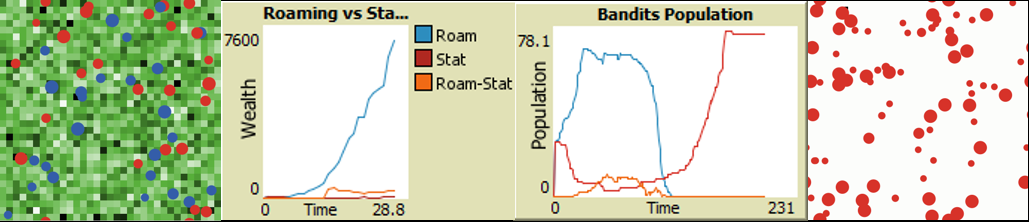 Roaming vs Sta...
7600
Wealth
0
0
Time
28.8
Roam
Stat
Roam-Stat
Bandits Population
78.1
Population
0
0
Time
231